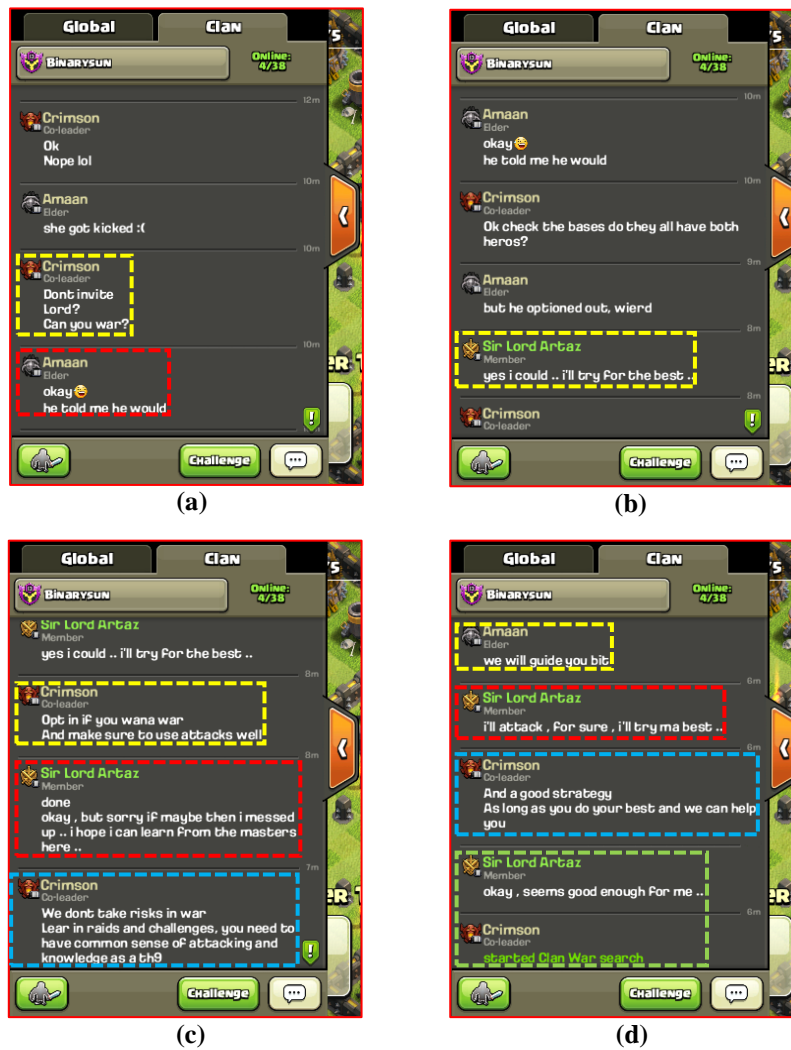 Global Clan
Binarysun
Online:
4/38
12m
Crimson
Co-leader
Ok
Nope lol
10m
Amaan
Elder
she got kicked :(
10m
Crimson
Co-leader
Dont invite
Lord?
Can you war?
10m
Amaan
Elder
okay😅
he told me he would
Challenge
(a)
Global Clan
Binarysun
Online:
4/38
10m
Amaan
Elder
okay😅
he told me he would
10m
Crimson
Co-leader
Ok check the bases do they all have both
heros?
9m
Amaan
Elder
but he optioned out, wierd
8m
Sir Lord Artaz
Member
yes i could .. i'll try for the best ..
8m
Crimson
Co-leader
Challenge
(b)
Global Clan
Binarysun
Online:
4/38
Sir Lord Artaz
Member
yes i could .. i'll try for the best ..
8m
Crimson
Co-leader
Opt in if you wana war
And make sure to use attacks well
8m
Sir Lord Artaz
Member
done
okay , but sorry if maybe then i messed
up .. i hope i can learn from the masters
here ..
7m
Crimson
Co-leader
We dont take risks in war
Lear in raids and challenges, you need to
have common sense of attacking and
knowledge as a th9
Challenge
(c)
Global Clan
Binarysun
Online:
4/38
Amaan
Elder
we will guide you bit
6m
Sir Lord Artaz
Member
i'll attack , for sure , i'll try ma best ..
6m
Crimson
Co-leader
And a good strategy
As long as you do your best and we can help
you
Sir Lord Artaz
Member
okay , seems good enough for me ..
6m
Crimson
Co-leader
started Clan War search
Challenge
(d)